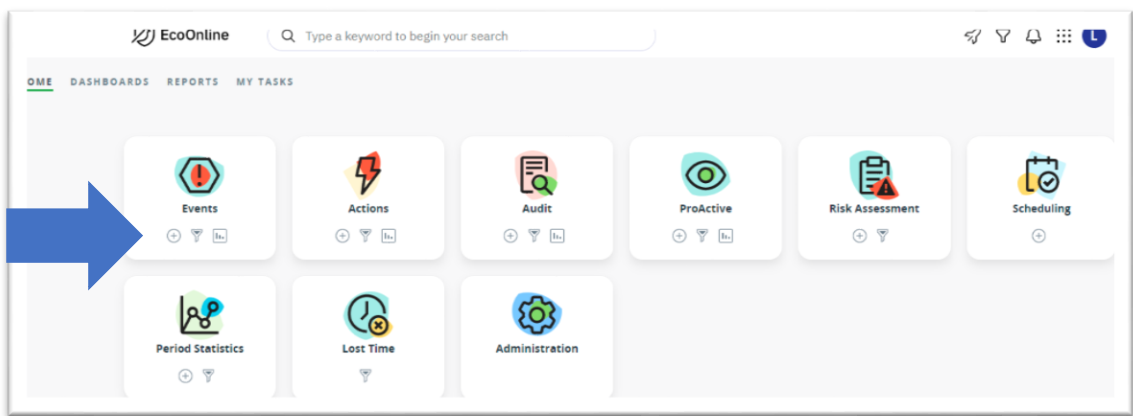 EcoOnline
Type a keyword to begin your search
L
OME DASHBOARDS REPORTS MY TASKS
Events Actions Audit ProActive Risk Assessment Scheduling
Period Statistics Lost Time Administration